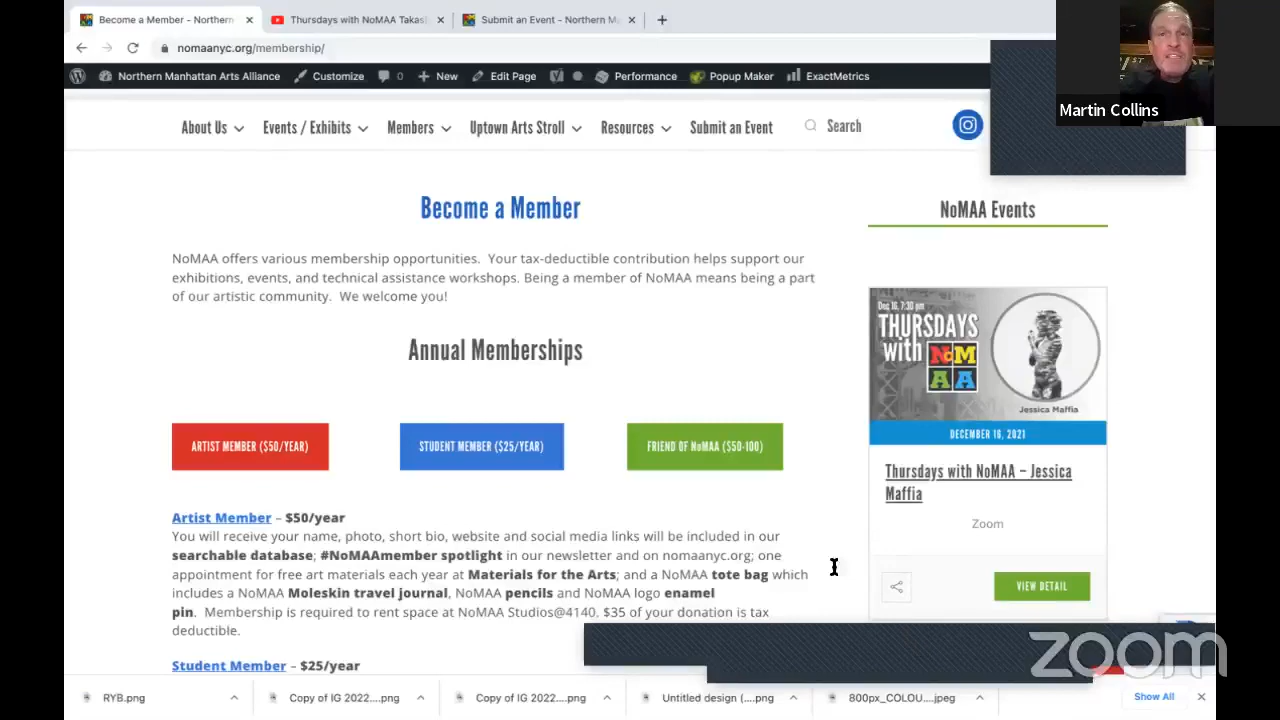 Become a Member - Northern
Thursdays with NoMAA Takas
Submit an Event - Northern M
nomaanyc.org/membership/
Northern Manhattan Arts Alliance
Customize
0
New
Edit Page
Performance
Popup Maker
ExactMetrics
Martin Collins
About Us
Events / Exhibits
Members
Uptown Arts Stroll
Resources
Submit an Event
Search
Become a Member
NoMAA offers various membership opportunities. Your tax-deductible contribution helps support our
exhibitions, events, and technical assistance workshops. Being a member of NoMAA means being a part
of our artistic community. We welcome you!
Annual Memberships
ARTIST MEMBER ($50/YEAR)
STUDENT MEMBER ($25/YEAR)
FRIEND OF NoMAA ($50-100)
Artist Member – $50/year
You will receive your name, photo, short bio, website and social media links will be included in our
searchable database; #NoMAAmember spotlight in our newsletter and on nomaanyc.org; one
appointment for free art materials each year at Materials for the Arts; and a NoMAA tote bag which
includes a NoMAA Moleskin travel journal, NoMAA pencils and NoMAA logo enamel
pin. Membership is required to rent space at NoMAA Studios@4140. $35 of your donation is tax
deductible.
Student Member – $25/year
NoMAA Events
Dec 16, 7:30 pm
THURSDAYS
with NoM
AA
Jessica Maffia
DECEMBER 16, 2021
Thursdays with NoMAA – Jessica
Maffia
Zoom
VIEW DETAIL
zoom
RYB.png
Copy of IG 2022....png
Copy of IG 2022....png
Untitled design (....png
800px_COLOU....jpeg
Show All